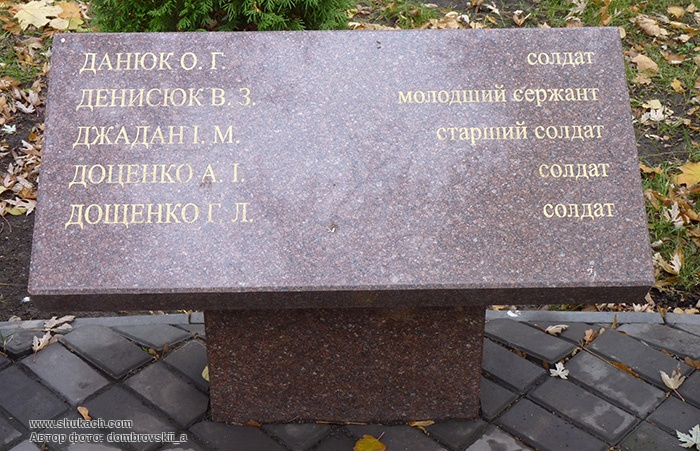 ДАНЮК О. Г. солдат
ДЕНИСЮК В. З. молодший сержант
ДЖАДАН І. М. старший солдат
ДОЦЕНКО А. І. солдат
ДОЩЕНКО Г. Л. солдат
www.shukach.com
Автор фото: dombrovskii_a